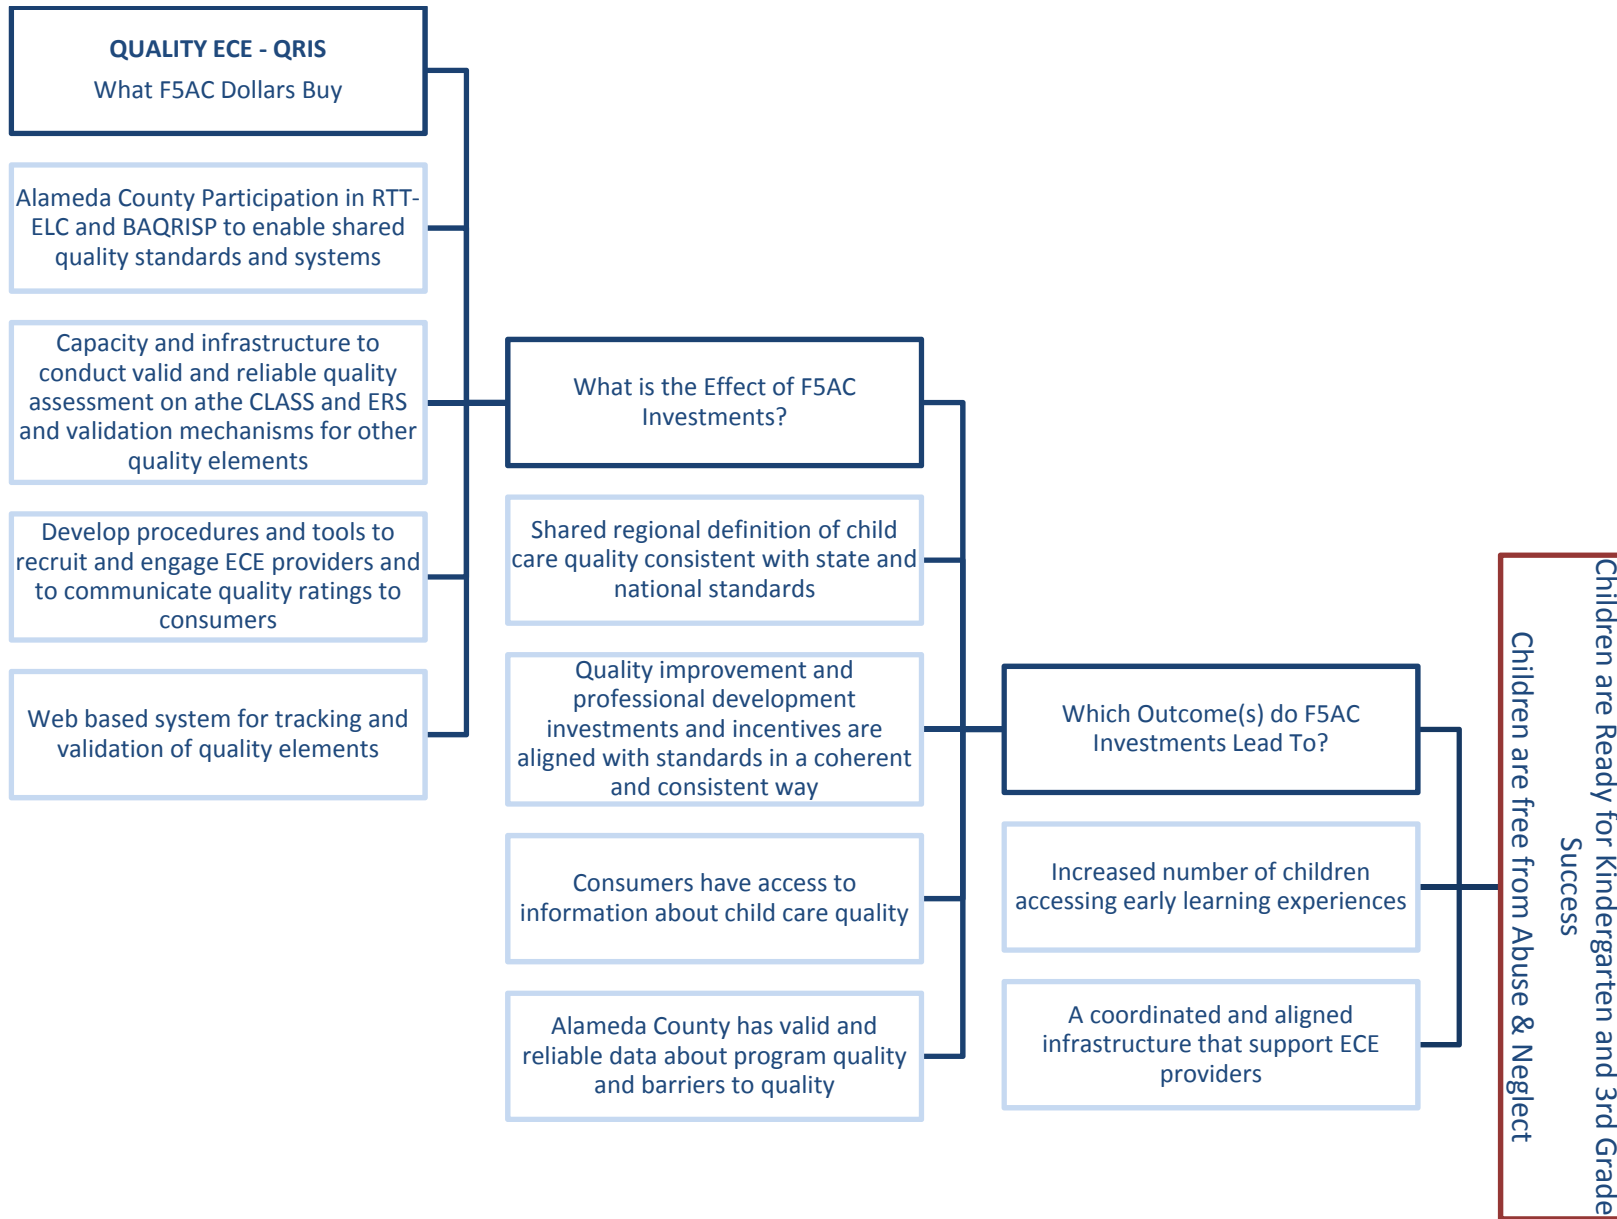 QUALITY ECE - QRIS
What F5AC Dollars Buy
Alameda County Participation in RTT-
ELC and BAQRISP to enable shared
quality standards and systems
Capacity and infrastructure to
conduct valid and reliable quality
assessment on athe CLASS and ERS
and validation mechanisms for other
quality elements
Develop procedures and tools to
recruit and engage ECE providers and
to communicate quality ratings to
consumers
Web based system for tracking and
validation of quality elements
What is the Effect of F5AC
Investments?
Shared regional definition of child
care quality consistent with state and
national standards
Quality improvement and
professional development
investments and incentives are
aligned with standards in a coherent
and consistent way
Consumers have access to
information about child care quality
Alameda County has valid and
reliable data about program quality
and barriers to quality
Which Outcome(s) do F5AC
Investments Lead To?
Increased number of children
accessing early learning experiences
A coordinated and aligned
infrastructure that support ECE
providers
Children are Ready for Kindergarten and 3rd Grade
Success
Children are free from Abuse & Neglect